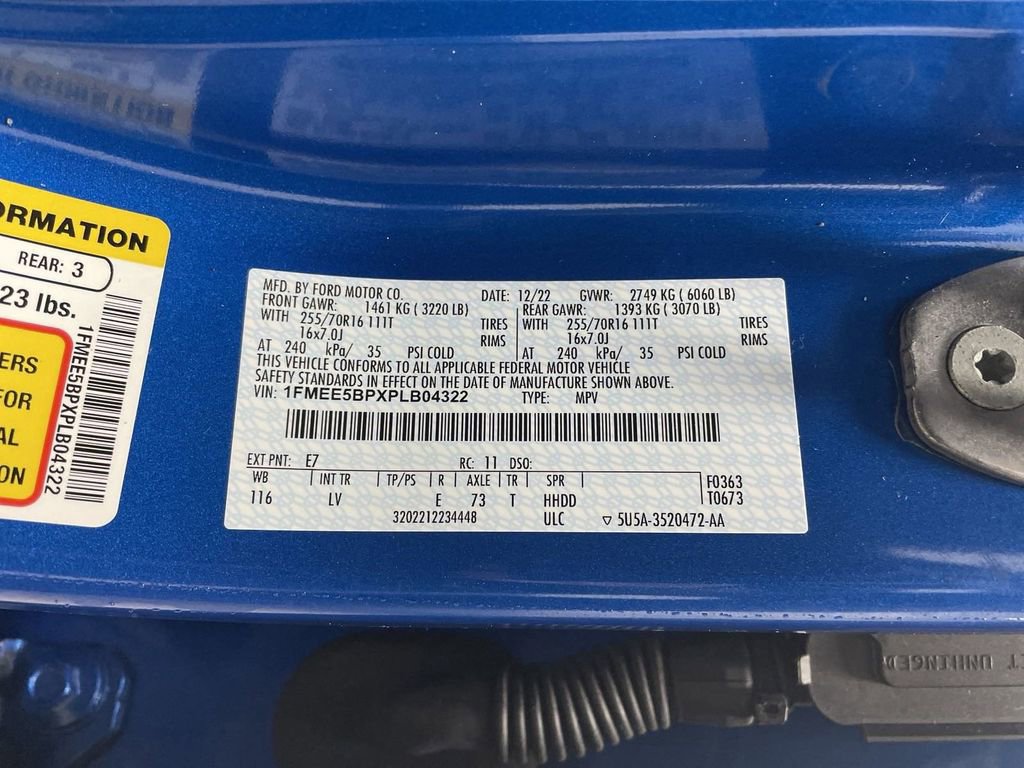 ORMATION
REAR: 3
23 lbs.
ERS
FOR
AL
ON
1FMEE5BPXPLB04322
MFD. BY FORD MOTOR CO. DATE: 12/22 GVWR: 2749 KG ( 6060 LB)
FRONT GAWR: 1461 KG ( 3220 LB) REAR GAWR: 1393 KG ( 3070 LB)
WITH 255/70R16 111T TIRES WITH 255/70R16 111T TIRES
16x7.0J RIMS 16x7.0J RIMS
AT 240 kPa/ 35 PSI COLD AT 240 kPa/ 35 PSI COLD
THIS VEHICLE CONFORMS TO ALL APPLICABLE FEDERAL MOTOR VEHICLE
SAFETY STANDARDS IN EFFECT ON THE DATE OF MANUFACTURE SHOWN ABOVE.
VIN: 1FMEE5BPXPLB04322 TYPE: MPV
EXT PNT: E7 RC: 11 DSO:
WB INT TR TP/PS R AXLE TR SPR F0363
116 LV E 73 T HHDD T0673
3202212234448 ULC ▽ 5U5A-3520472-AA
UNHINGED